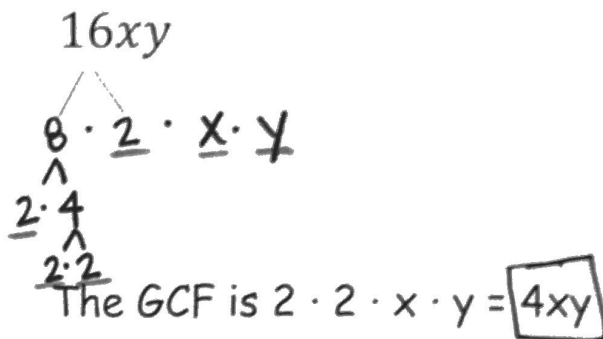 16xy
8 · 2 · x · y
2 · 4
2 · 2
The GCF is 2 · 2 · x · y = 4xy